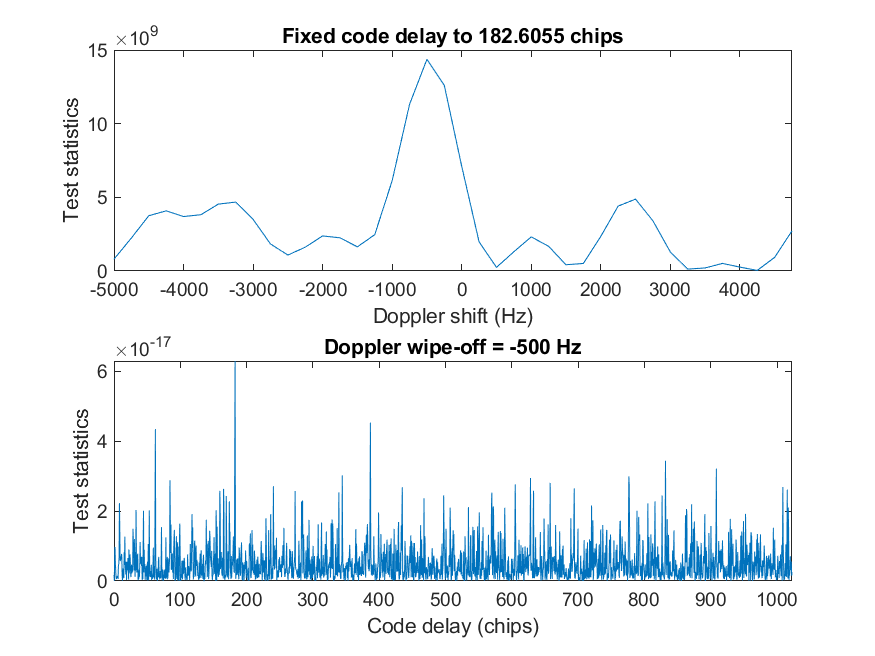 ×10^9
Fixed code delay to 182.6055 chips
15
10
5
0
Test statistics
-5000 -4000 -3000 -2000 -1000 0 1000 2000 3000 4000
Doppler shift (Hz)
×10^-17
Doppler wipe-off = -500 Hz
6
4
2
0
Test statistics
0 100 200 300 400 500 600 700 800 900 1000
Code delay (chips)